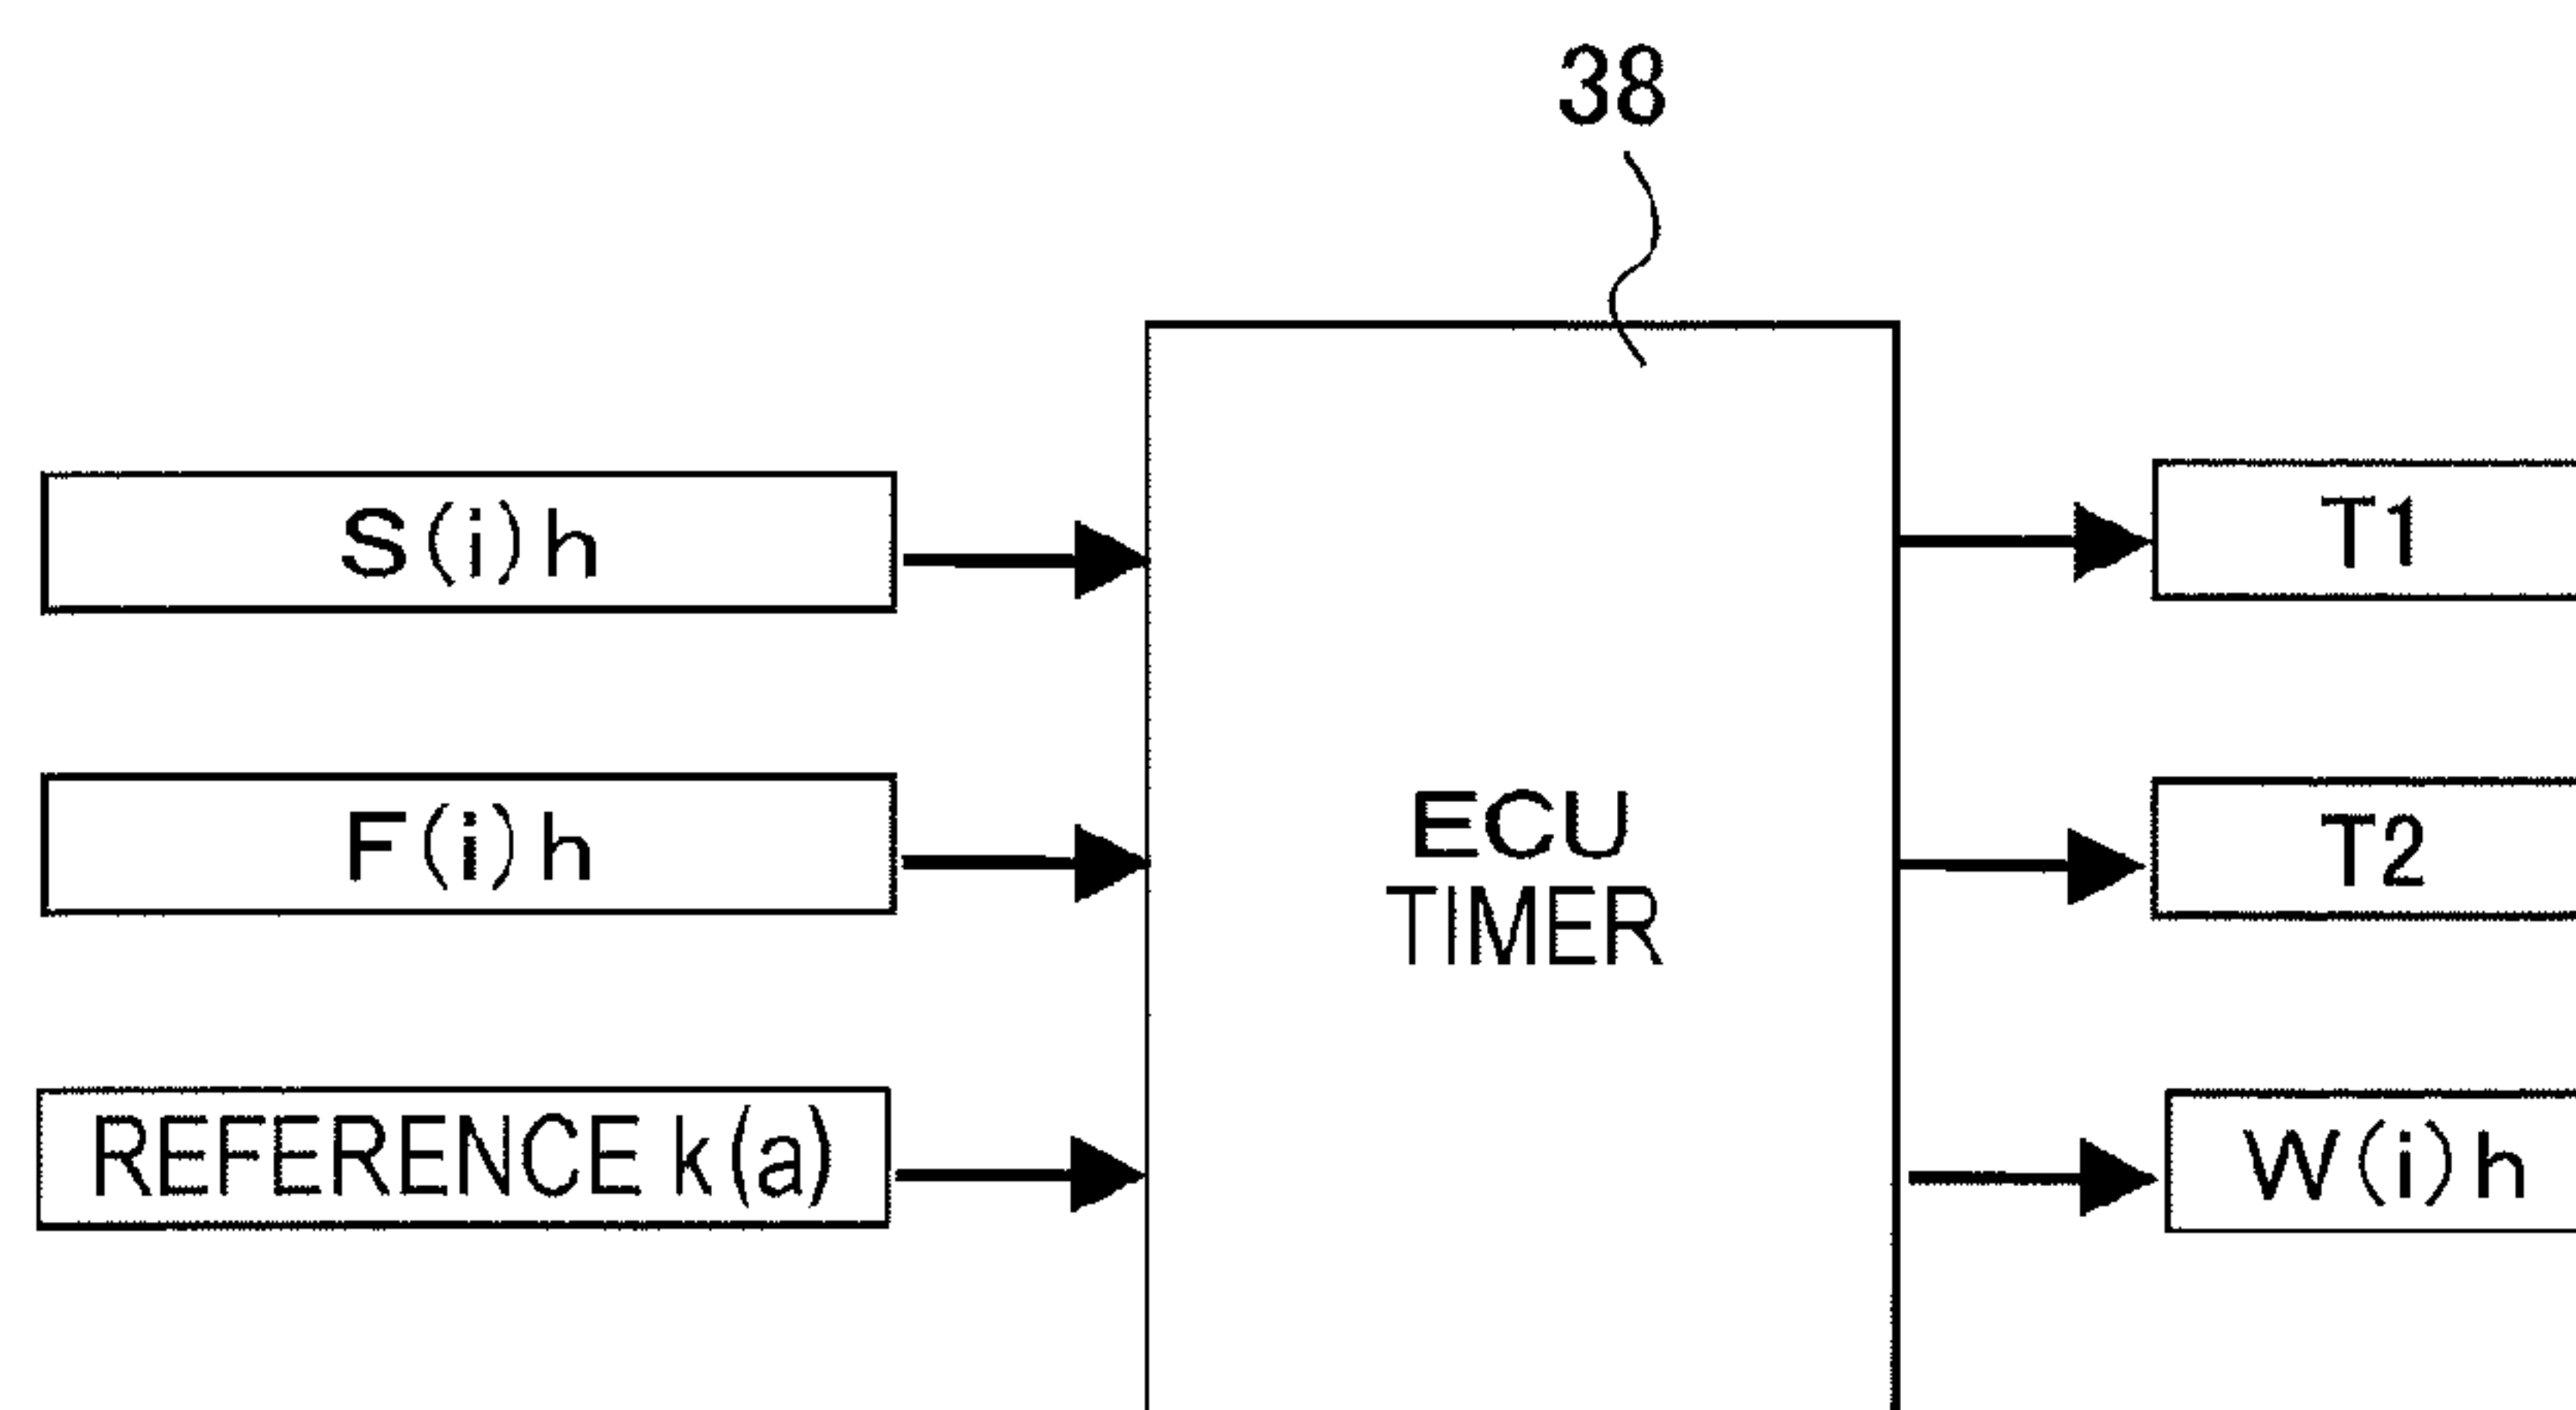 38
S(i)h
F(i)h
REFERENCE k(a)
ECU
TIMER
T1
T2
W(i)h